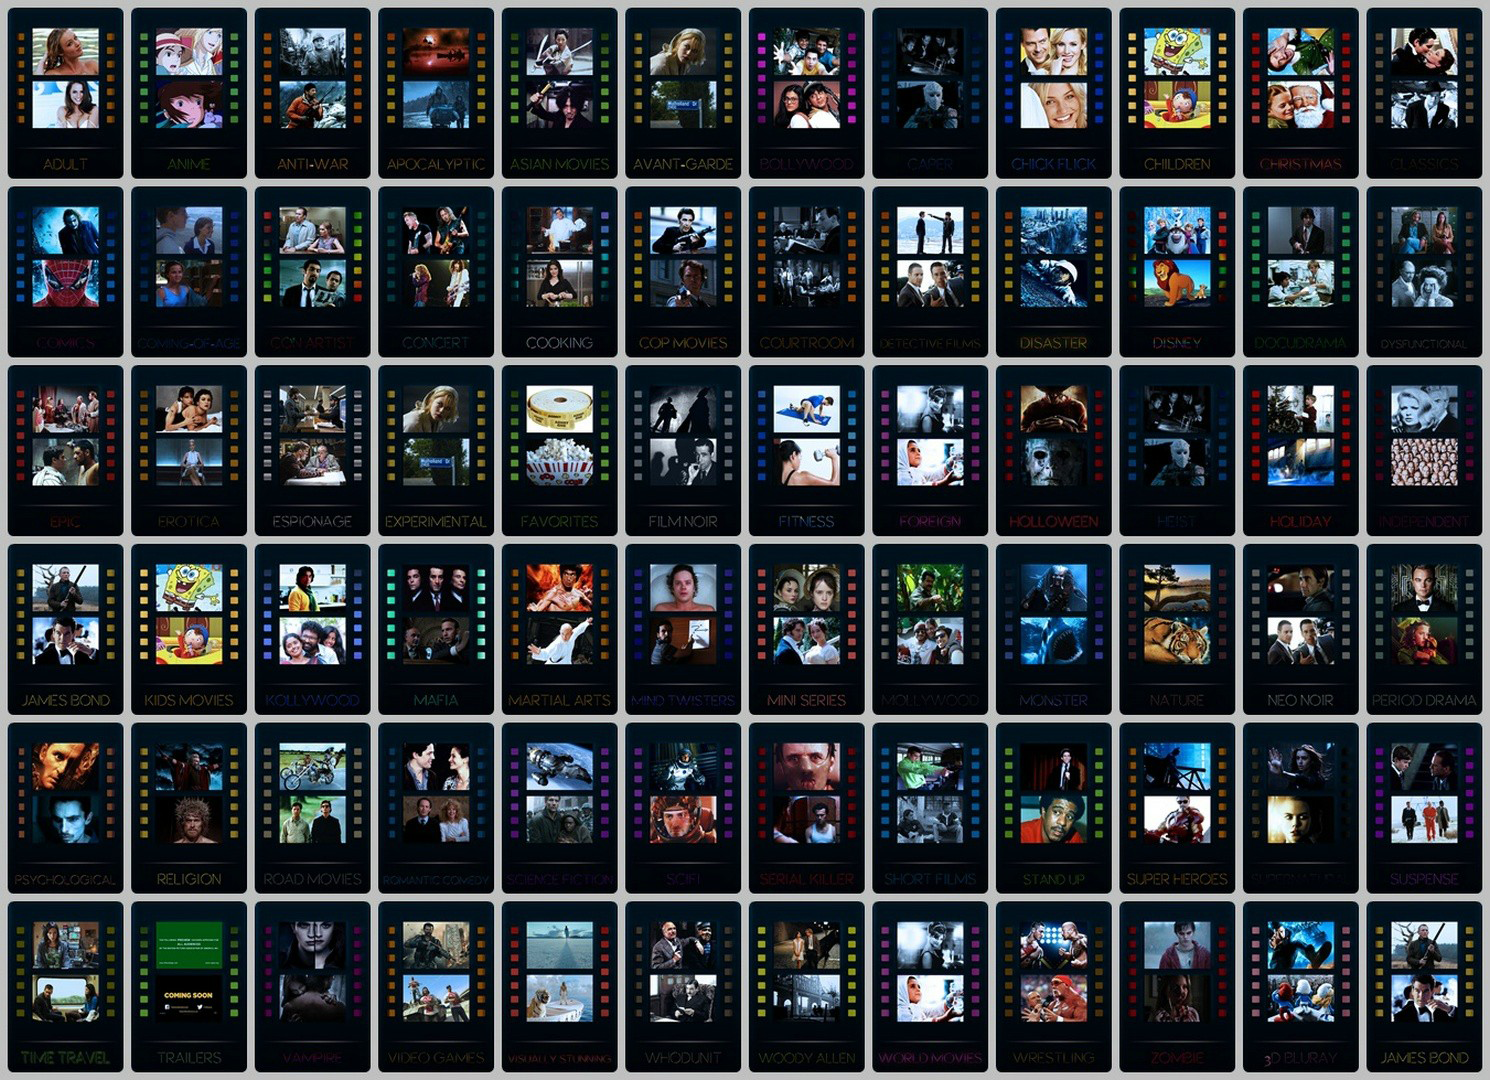 ADULT
ANIME
ANTI-WAR
APOCALYPTIC
ASIAN MOVIES
AVANT-GARDE
BOLLYWOOD
CAPER
CHICK FLICK
CHILDREN
CHRISTMAS
CLASSICS
Mulholland Dr
COMICS
COMING-OF-AGE
CON ARTIST
CONCERT
COOKING
COP MOVIES
COURTROOM
DETECTIVE FILMS
DISASTER
DISNEY
DOCUDRAMA
DYSFUNCTIONAL
EPIC
EROTICA
ESPIONAGE
EXPERIMENTAL
FAVORITES
FILM NOIR
FITNESS
FOREIGN
HOLLOWEEN
HEIST
HOLIDAY
INDEPENDENT
Mulholland Dr
JAMES BOND
KIDS MOVIES
KOLLYWOOD
MAFIA
MARTIAL ARTS
MIND TWISTERS
MINI SERIES
MOLLYWOOD
MONSTER
NATURE
NEO NOIR
PERIOD DRAMA
PSYCHOLOGICAL
RELIGION
ROAD MOVIES
ROMANTIC COMEDY
SCIENCE FICTION
SCIFI
SERIAL KILLER
SHORT FILMS
STAND UP
SUPER HEROES
SUPERNATURAL
SUSPENSE
COMING SOON
TIME TRAVEL
TRAILERS
VAMPIRE
VIDEO GAMES
VISUALLY STUNNING
WHODUNIT
WOODY ALLEN
WORLD MOVIES
WRESTLING
ZOMBIE
3D BLURAY
JAMES BOND